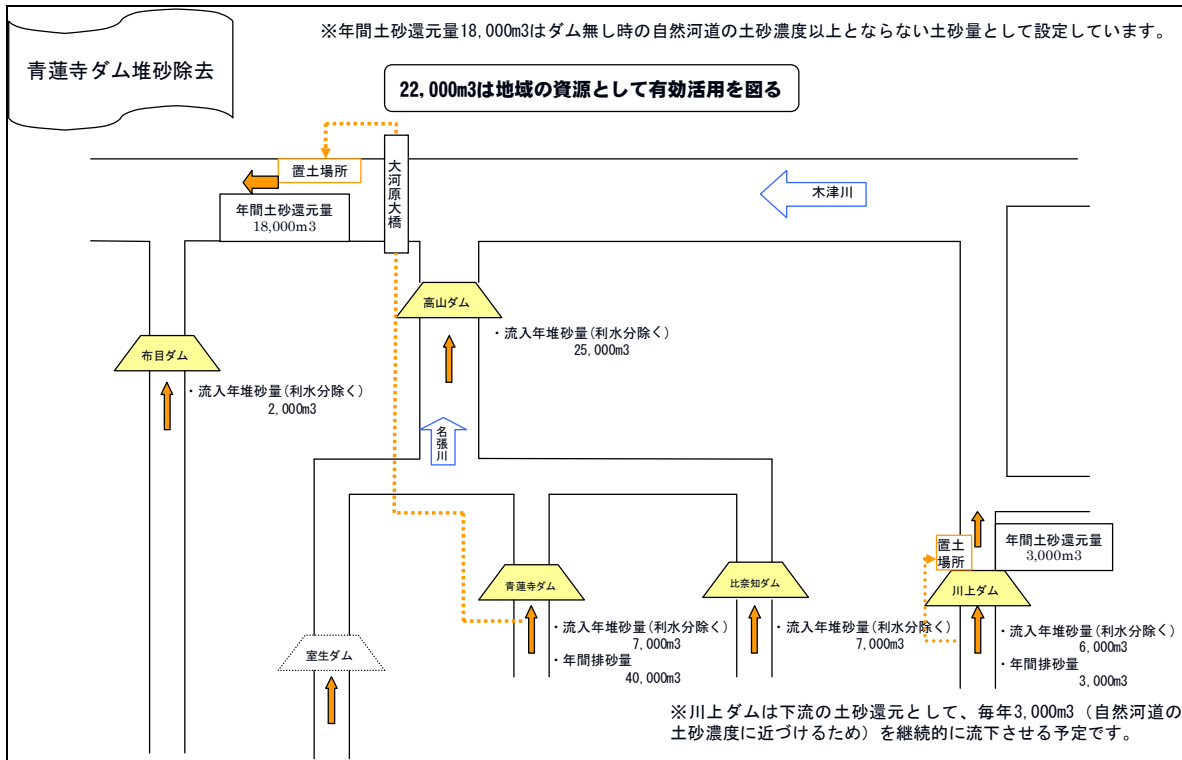 ※年間土砂還元量18,000m3はダム無し時の自然河道の土砂濃度以上とならない土砂量として設定しています。
青蓮寺ダム堆砂除去
22,000m3は地域の資源として有効活用を図る
置土場所
大河原大橋
木津川
年間土砂還元量
18,000m3
高山ダム
・流入年堆砂量(利水分除く)
25,000m3
布目ダム
・流入年堆砂量(利水分除く)
2,000m3
名張川
置土
場所
年間土砂還元量
3,000m3
青蓮寺ダム
比奈知ダム
川上ダム
・流入年堆砂量(利水分除く)
7,000m3
・年間排砂量
40,000m3
・流入年堆砂量(利水分除く)
7,000m3
・流入年堆砂量(利水分除く)
6,000m3
・年間排砂量
3,000m3
室生ダム
※川上ダムは下流の土砂還元として、毎年3,000m3（自然河道の
土砂濃度に近づけるため）を継続的に流下させる予定です。